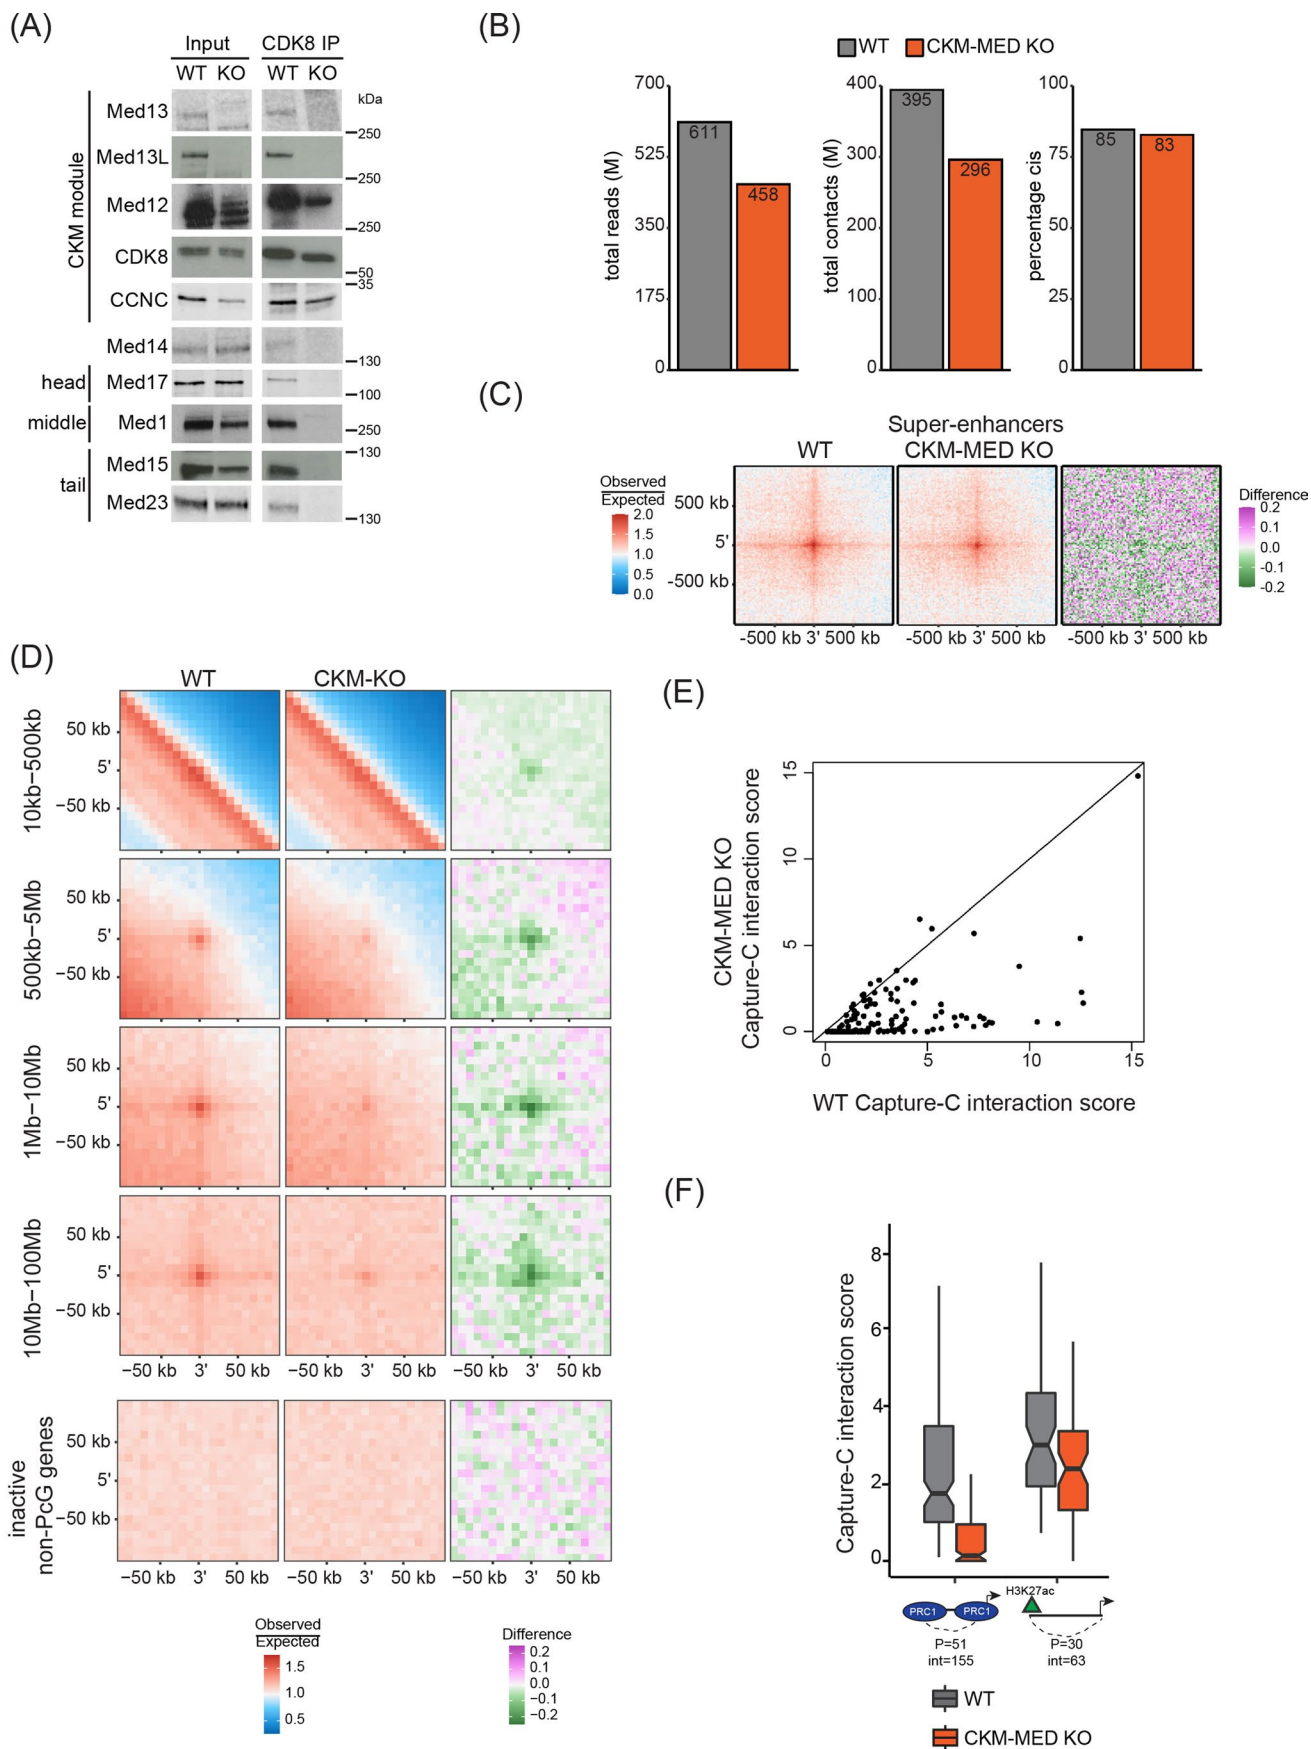 (A)
Input CDK8 IP
WT KO WT KO
kDa
CKM module
Med13
250
Med13L
250
Med12
250
CDK8
50
35
CCNC
Med14
130
head
Med17
100
middle
Med1
250
130
tail
Med15
Med23
130
(B)
WT CKM-MED KO
total reads (M)
700
525
350
175
0
611
458
total contacts (M)
400
300
200
100
0
395
296
percentage cis
100
75
50
25
0
85
83
(C)
Super-enhancers
WT CKM-MED KO
Observed
Expected
2.0
1.5
1.0
0.5
0.0
500 kb
5'
-500 kb
-500 kb 3' 500 kb -500 kb 3' 500 kb -500 kb 3' 500 kb
Difference
0.2
0.1
0.0
-0.1
-0.2
(D)
WT CKM-KO
10kb−500kb
50 kb
5'
−50 kb
500kb−5Mb
50 kb
5'
−50 kb
1Mb−10Mb
50 kb
5'
−50 kb
10Mb−100Mb
50 kb
5'
−50 kb
−50 kb 3' 50 kb −50 kb 3' 50 kb −50 kb 3' 50 kb
inactive
non-PcG genes
50 kb
5'
−50 kb
−50 kb 3' 50 kb −50 kb 3' 50 kb −50 kb 3' 50 kb
Observed
Expected
1.5
1.0
0.5
Difference
0.2
0.1
0.0
−0.1
−0.2
(E)
CKM-MED KO
Capture-C interaction score
15
10
5
0
0 5 10 15
WT Capture-C interaction score
(F)
Capture-C interaction score
8
6
4
2
0
H3K27ac
PRC1 PRC1
P=51 P=30
int=155 int=63
WT
CKM-MED KO